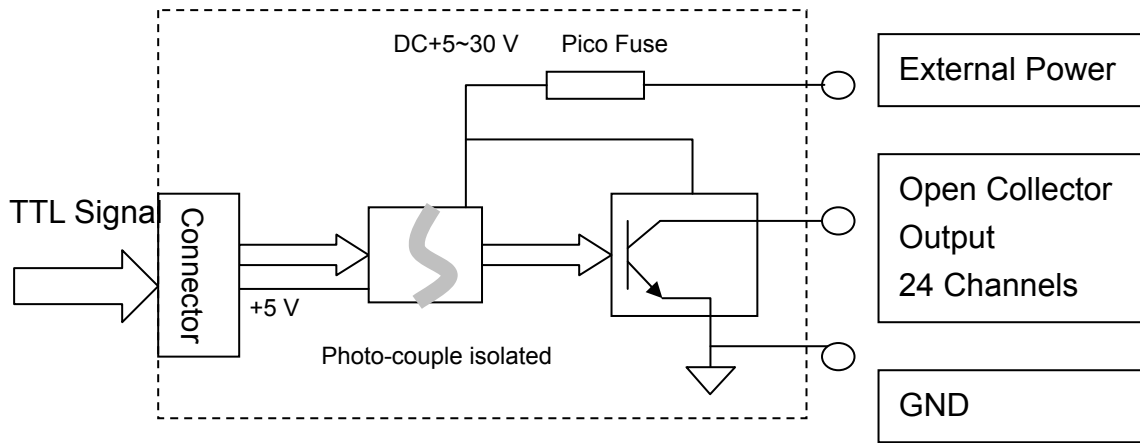 DC+5~30 V
Pico Fuse
External Power
TTL Signal
Connector
+5 V
Photo-couple isolated
Open Collector
Output
24 Channels
GND